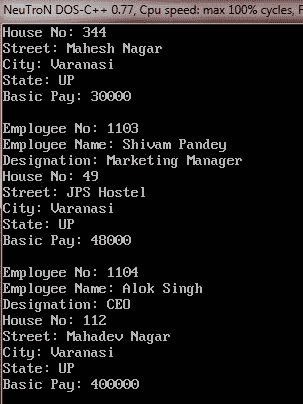 NeuTroN DOS-C++ 0.77, Cpu speed: max 100% cycles, F
House No: 344
Street: Mahesh Nagar
City: Varanasi
State: UP
Basic Pay: 30000
Employee No: 1103
Employee Name: Shivam Pandey
Designation: Marketing Manager
House No: 49
Street: JPS Hostel
City: Varanasi
State: UP
Basic Pay: 48000
Employee No: 1104
Employee Name: Alok Singh
Designation: CEO
House No: 112
Street: Mahadev Nagar
City: Varanasi
State: UP
Basic Pay: 400000